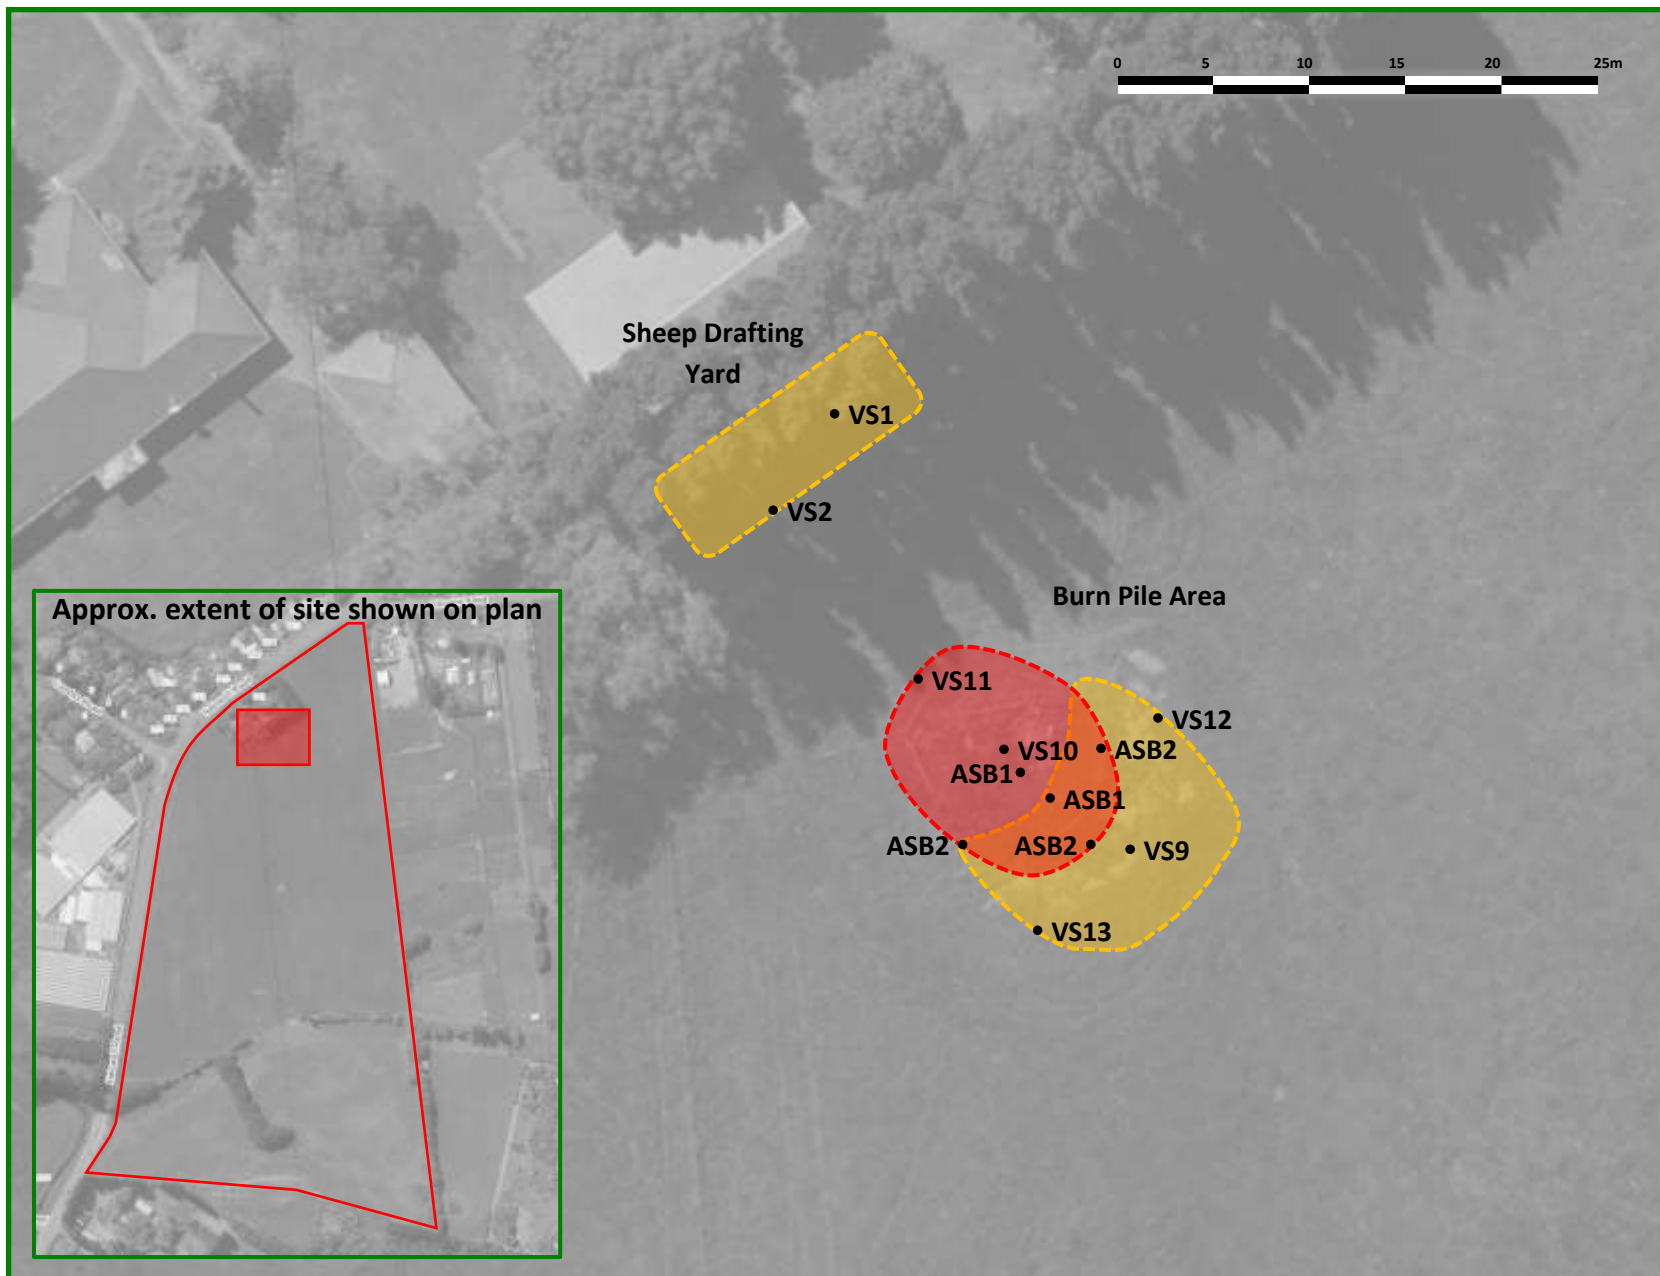 0 5 10 15 20 25m
Sheep Drafting
Yard
VS1
VS2
Burn Pile Area
Approx. extent of site shown on plan
VS11
VS12
VS10
ASB2
ASB1
ASB1
ASB2
ASB2
VS9
VS13